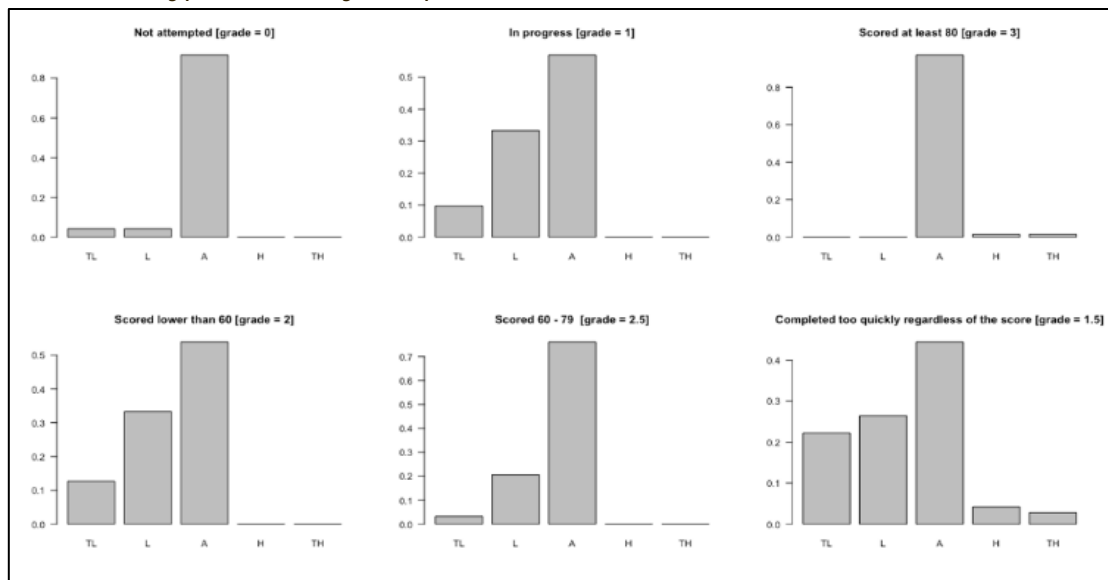 Not attempted [grade = 0]
0.8
0.6
0.4
0.2
0.0
TL L A H TH
In progress [grade = 1]
0.5
0.4
0.3
0.2
0.1
0.0
TL L A H TH
Scored at least 80 [grade = 3]
0.8
0.6
0.4
0.2
0.0
TL L A H TH
Scored lower than 60 [grade = 2]
0.5
0.4
0.3
0.2
0.1
0.0
TL L A H TH
Scored 60 - 79 [grade = 2.5]
0.7
0.6
0.5
0.4
0.3
0.2
0.1
0.0
TL L A H TH
Completed too quickly regardless of the score [grade = 1.5]
0.4
0.3
0.2
0.1
0.0
TL L A H TH